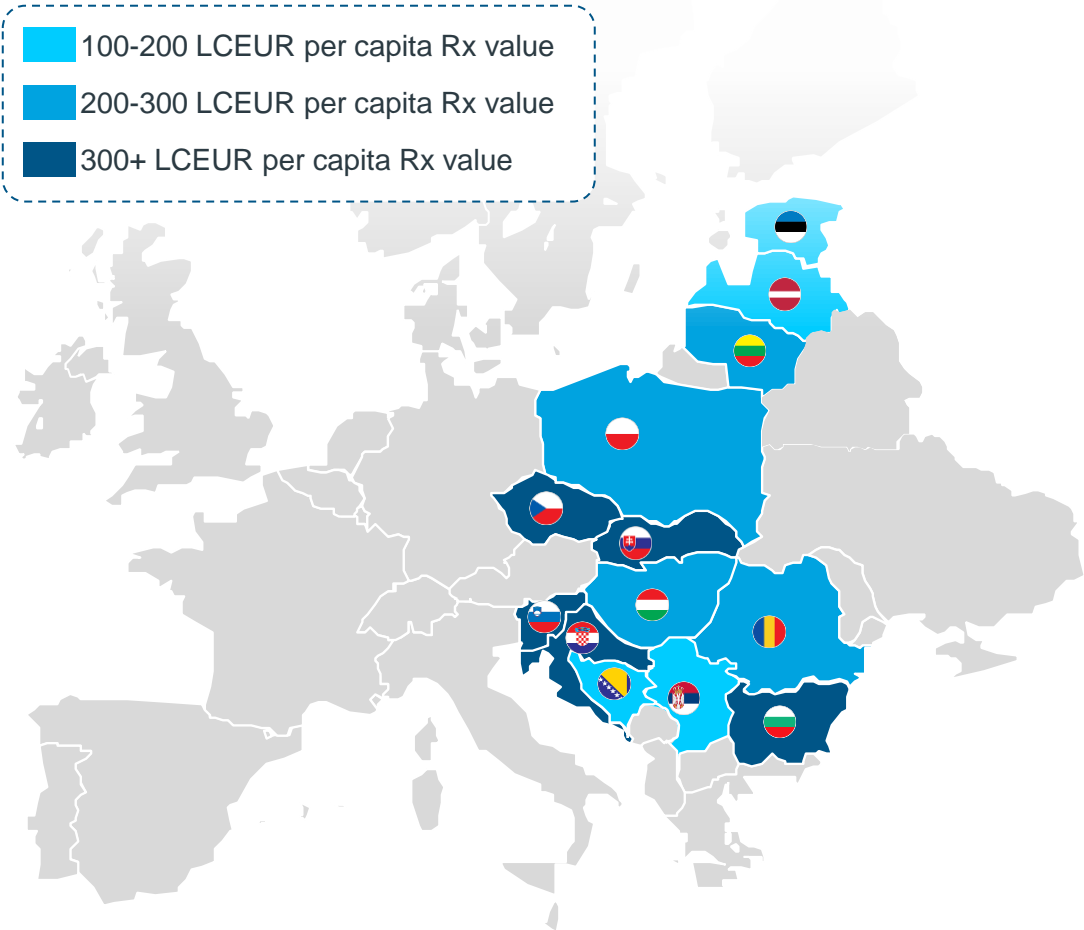 100-200 LCEUR per capita Rx value
200-300 LCEUR per capita Rx value
300+ LCEUR per capita Rx value